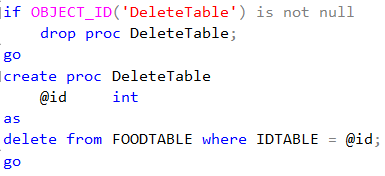 if OBJECT_ID('DeleteTable') is not null
    drop proc DeleteTable;
go
create proc DeleteTable
    @id     int
as
delete from FOODTABLE where IDTABLE = @id;
go